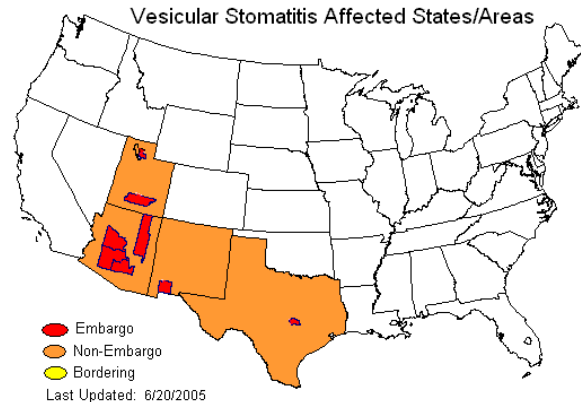 Vesicular Stomatitis Affected States/Areas
Embargo
Non-Embargo
Bordering
Last Updated: 6/20/2005